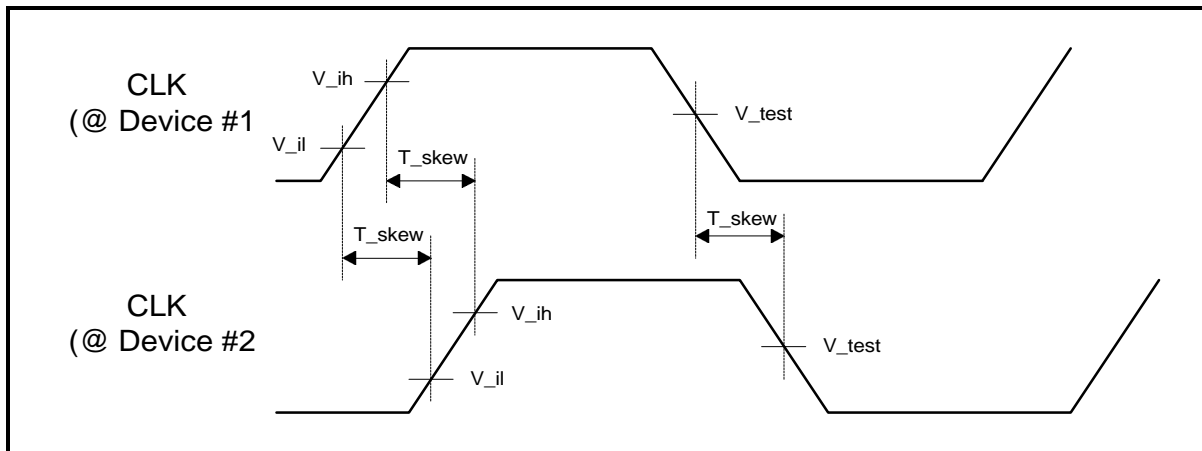 CLK
(@ Device #1
V_ih
V_il
T_skew
T_skew
V_test
T_skew
CLK
(@ Device #2
V_ih
V_il
V_test